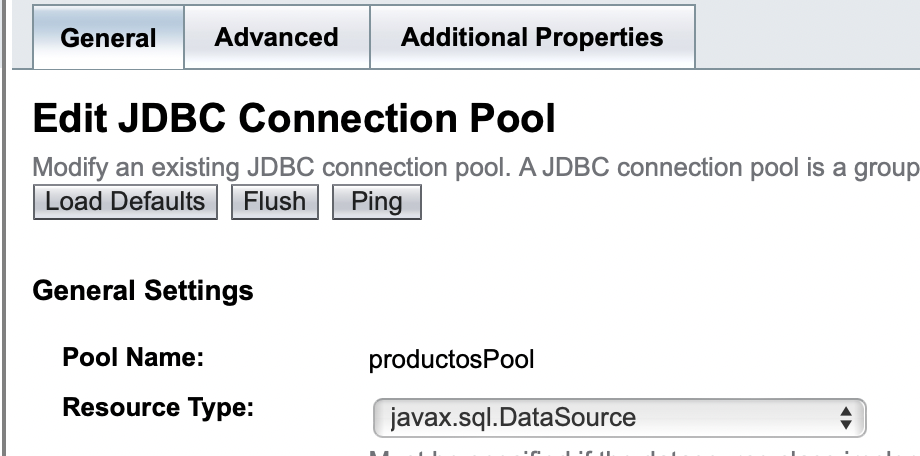 General Advanced Additional Properties
Edit JDBC Connection Pool
Modify an existing JDBC connection pool. A JDBC connection pool is a group
Load Defaults Flush Ping
General Settings
Pool Name: productosPool
Resource Type: javax.sql.DataSource